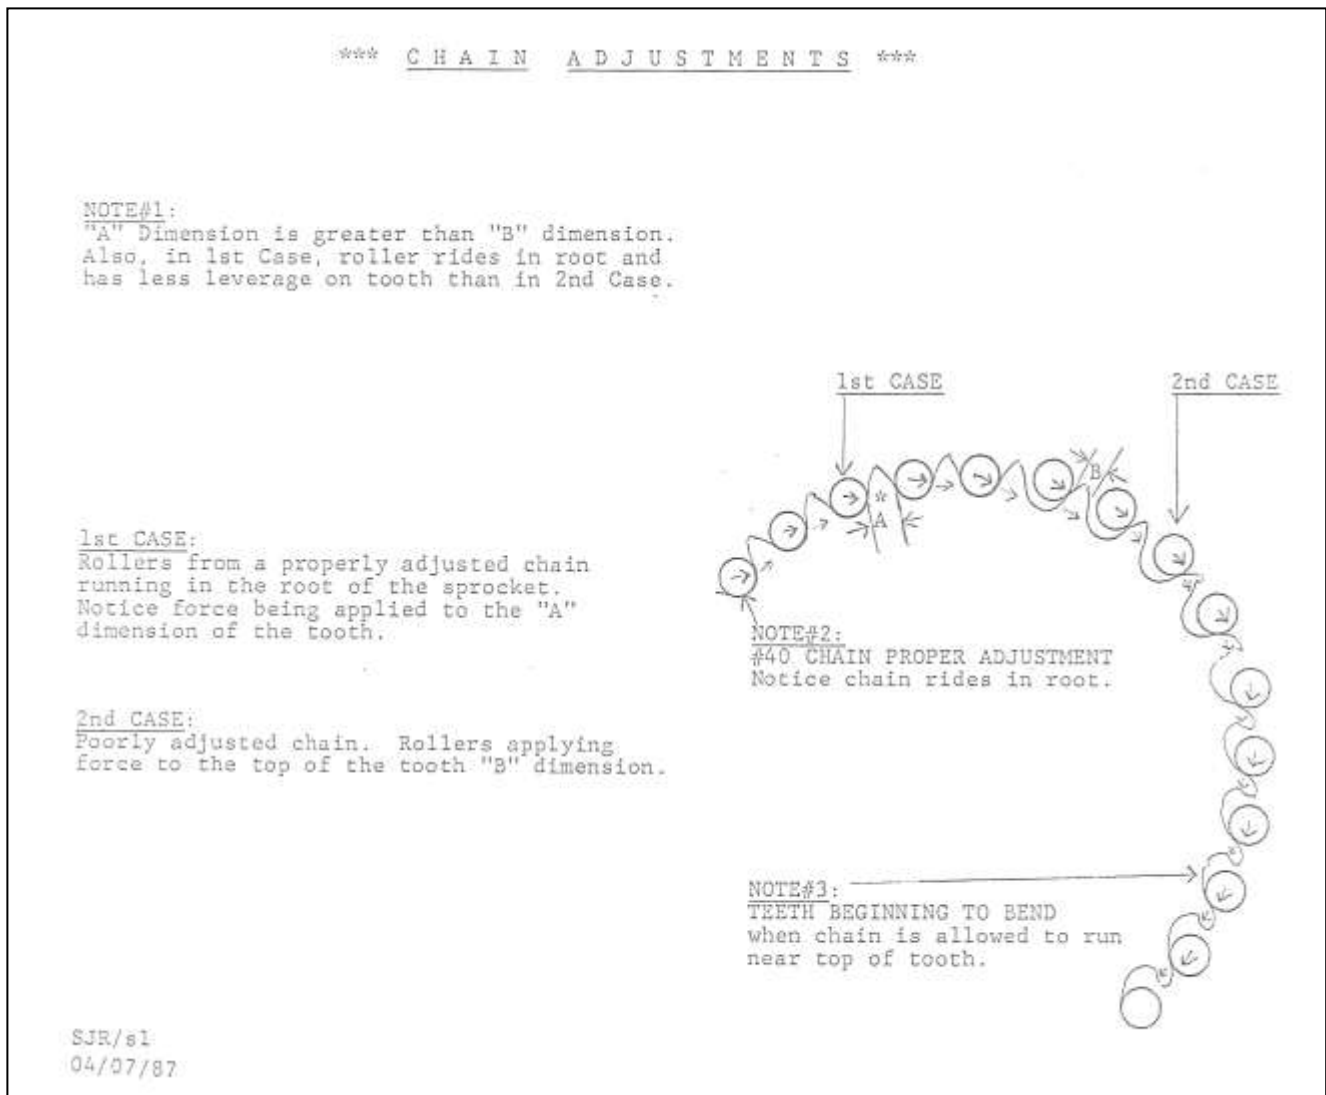 *** C H A I N A D J U S T M E N T S ***
NOTE#1:
"A" Dimension is greater than "B" dimension.
Also, in 1st Case, roller rides in root and
has less leverage on tooth than in 2nd Case.
1st CASE
2nd CASE
B
*
A
1st CASE:
Rollers from a properly adjusted chain
running in the root of the sprocket.
Notice force being applied to the "A"
dimension of the tooth.
NOTE#2:
#40 CHAIN PROPER ADJUSTMENT
Notice chain rides in root.
2nd CASE:
Poorly adjusted chain. Rollers applying
force to the top of the tooth "B" dimension.
NOTE#3:
TEETH BEGINNING TO BEND
when chain is allowed to run
near top of tooth.
SJR/sl
04/07/87